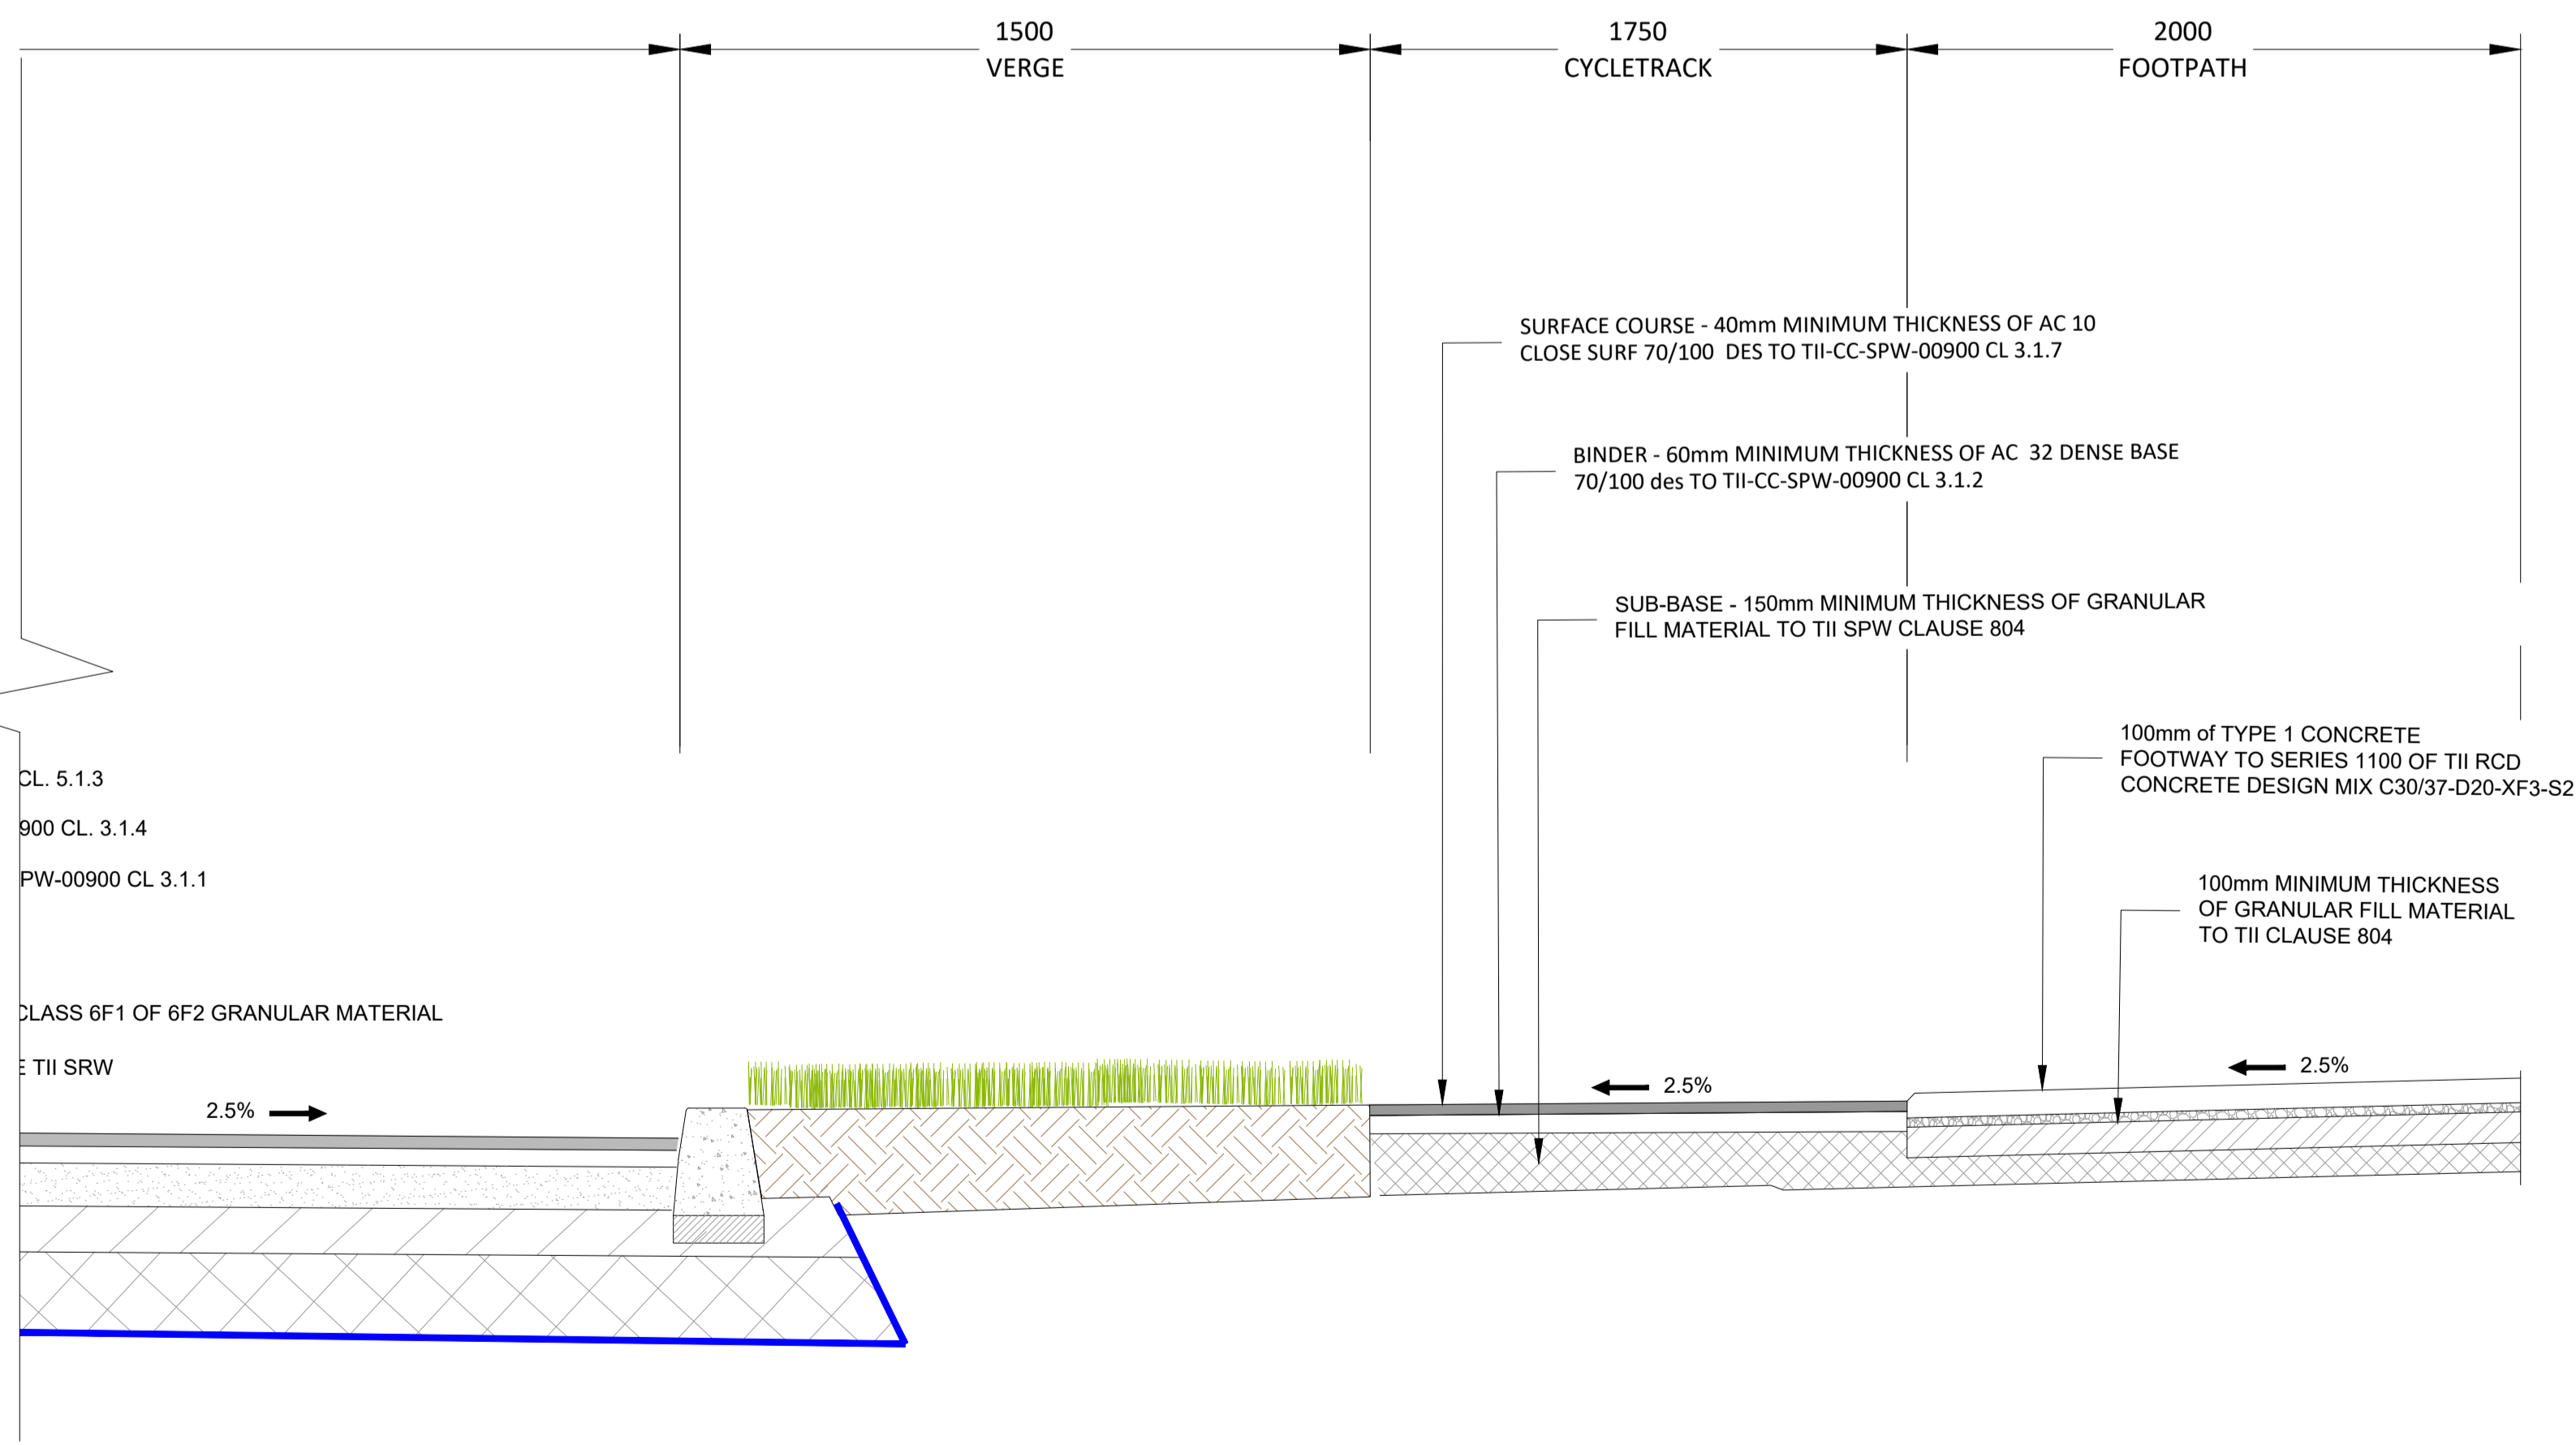 1500
VERGE
1750
CYCLETRACK
2000
FOOTPATH
SURFACE COURSE - 40mm MINIMUM THICKNESS OF AC 10
CLOSE SURF 70/100 DES TO TII-CC-SPW-00900 CL 3.1.7
BINDER - 60mm MINIMUM THICKNESS OF AC 32 DENSE BASE
70/100 des TO TII-CC-SPW-00900 CL 3.1.2
SUB-BASE - 150mm MINIMUM THICKNESS OF GRANULAR
FILL MATERIAL TO TII SPW CLAUSE 804
100mm of TYPE 1 CONCRETE
FOOTWAY TO SERIES 1100 OF TII RCD
CONCRETE DESIGN MIX C30/37-D20-XF3-S2
CL. 5.1.3
900 CL. 3.1.4
PW-00900 CL 3.1.1
100mm MINIMUM THICKNESS
OF GRANULAR FILL MATERIAL
TO TII CLAUSE 804
CLASS 6F1 OF 6F2 GRANULAR MATERIAL
E TII SRW
2.5%
2.5%
2.5%